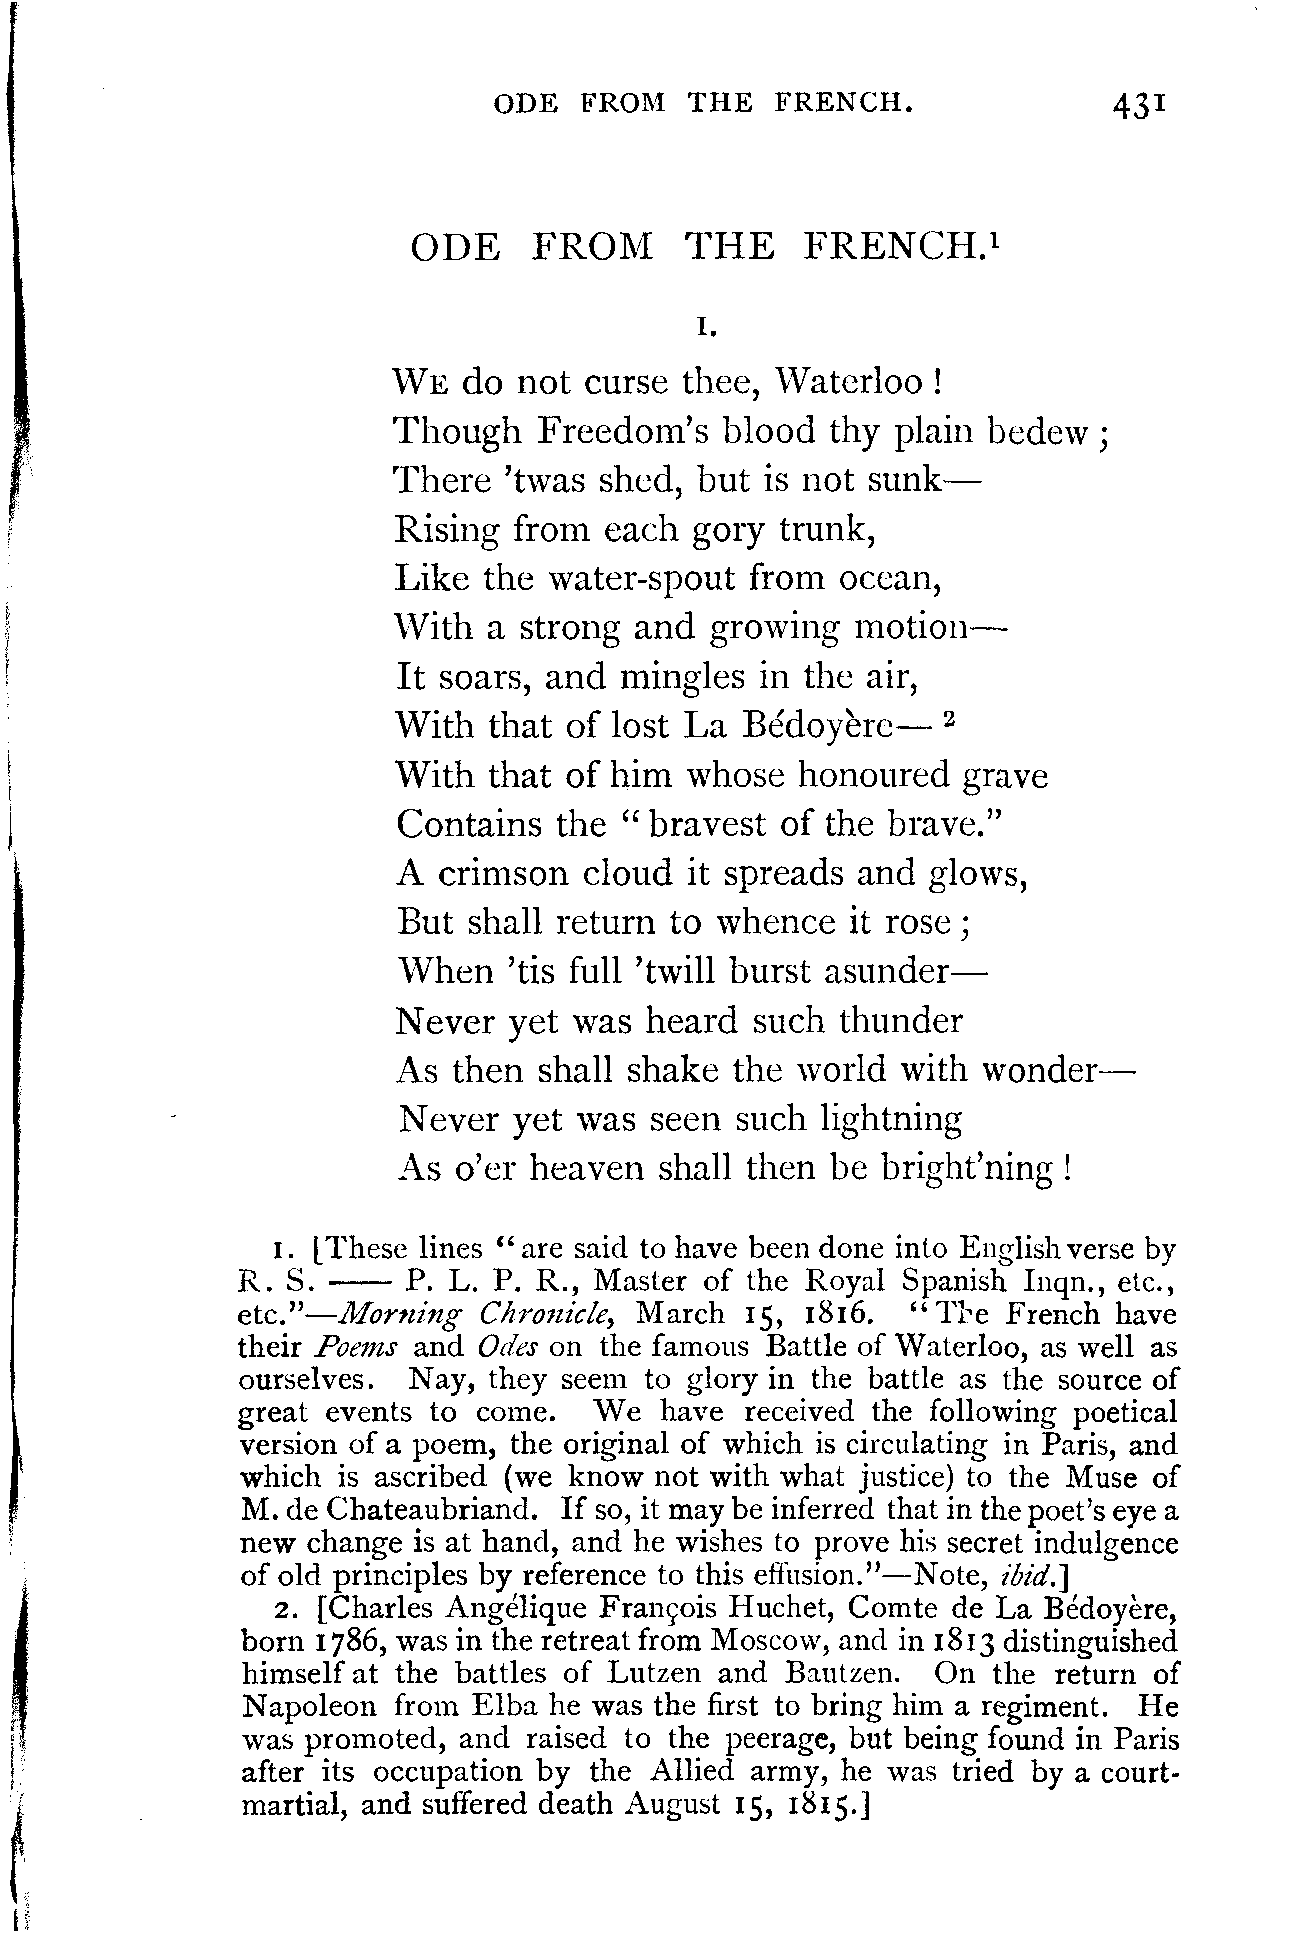 ODE FROM THE FRENCH. 431
ODE FROM THE FRENCH.¹
I.
WE do not curse thee, Waterloo !
Though Freedom's blood thy plain bedew ;
There 'twas shed, but is not sunk—
Rising from each gory trunk,
Like the water-spout from ocean,
With a strong and growing motion—
It soars, and mingles in the air,
With that of lost La Bédoyère— ²
With that of him whose honoured grave
Contains the “ bravest of the brave.”
A crimson cloud it spreads and glows,
But shall return to whence it rose ;
When 'tis full 'twill burst asunder—
Never yet was heard such thunder
As then shall shake the world with wonder—
Never yet was seen such lightning
As o'er heaven shall then be bright'ning !
1. [These lines “are said to have been done into English verse by
R. S. —— P. L. P. R., Master of the Royal Spanish Inqn., etc.,
etc.”—Morning Chronicle, March 15, 1816. “The French have
their Poems and Odes on the famous Battle of Waterloo, as well as
ourselves. Nay, they seem to glory in the battle as the source of
great events to come. We have received the following poetical
version of a poem, the original of which is circulating in Paris, and
which is ascribed (we know not with what justice) to the Muse of
M. de Chateaubriand. If so, it may be inferred that in the poet's eye a
new change is at hand, and he wishes to prove his secret indulgence
of old principles by reference to this effusion.”—Note, ibid.]
2. [Charles Angélique François Huchet, Comte de La Bédoyère,
born 1786, was in the retreat from Moscow, and in 1813 distinguished
himself at the battles of Lutzen and Bautzen. On the return of
Napoleon from Elba he was the first to bring him a regiment. He
was promoted, and raised to the peerage, but being found in Paris
after its occupation by the Allied army, he was tried by a court-
martial, and suffered death August 15, 1815.]